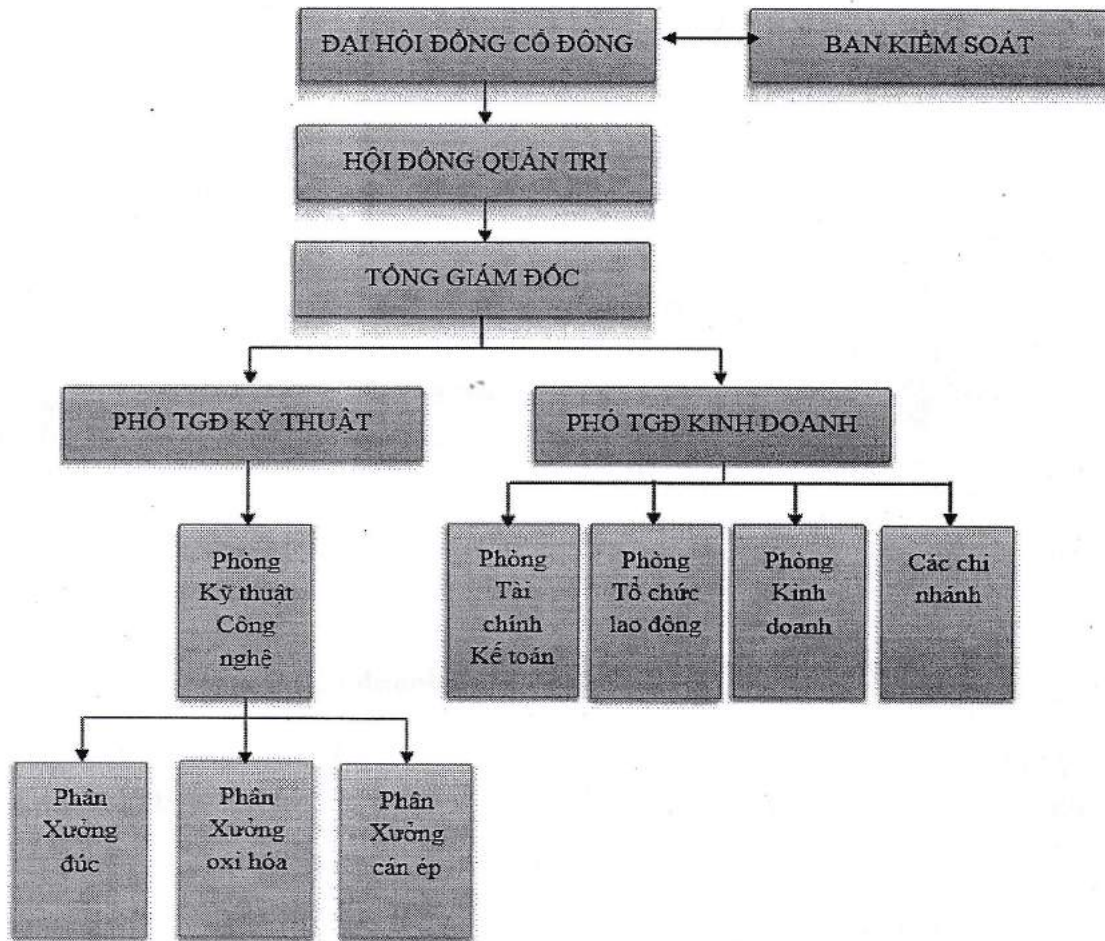 ĐẠI HỘI ĐỒNG CỔ ĐÔNG
BAN KIỂM SOÁT
HỘI ĐỒNG QUẢN TRỊ
TỔNG GIÁM ĐỐC
PHÓ TGĐ KỸ THUẬT
PHÓ TGĐ KINH DOANH
Phòng
Kỹ thuật
Công
nghệ
Phòng
Tài
chính
Kế toán
Phòng
Tổ chức
lao động
Phòng
Kinh
doanh
Các chi
nhánh
Phân
Xưởng
đúc
Phân
Xưởng
oxi hóa
Phân
Xưởng
cán ép